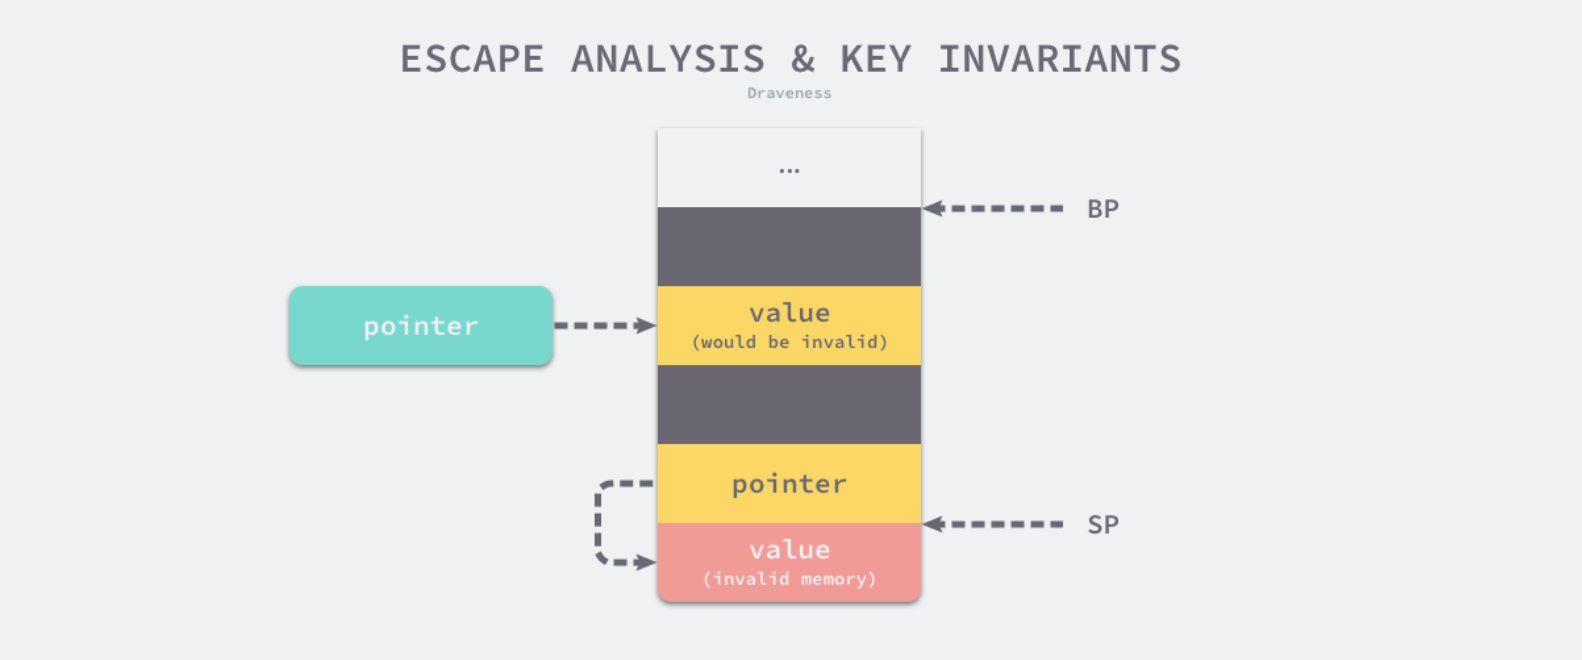 ESCAPE ANALYSIS & KEY INVARIANTS
Draveness
...
BP
pointer
value
(would be invalid)
pointer
SP
value
(invalid memory)